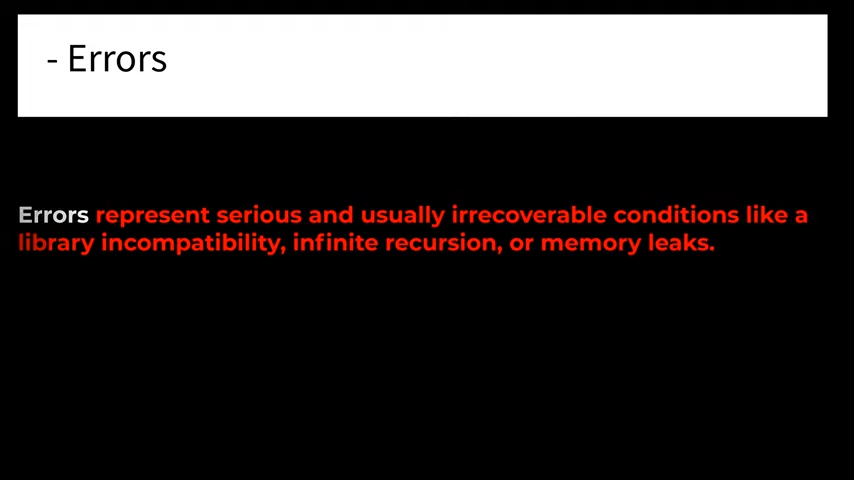 - Errors
Errors represent serious and usually irrecoverable conditions like a
library incompatibility, infinite recursion, or memory leaks.